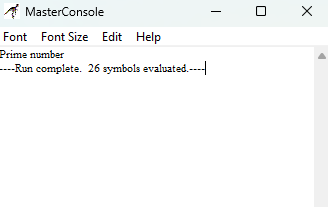 MasterConsole
Font Font Size Edit Help
Prime number
----Run complete.  26 symbols evaluated.----